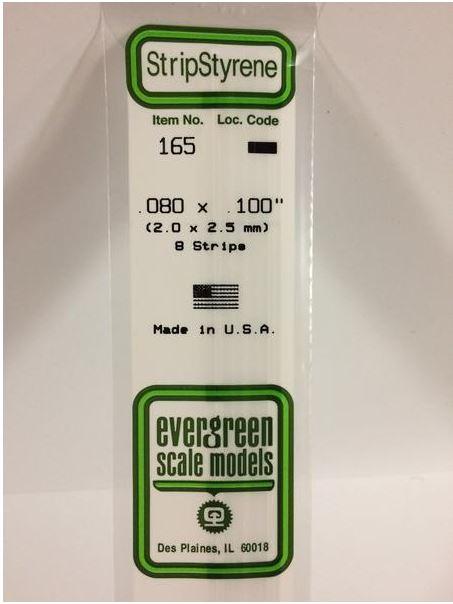 StripStyrene
Item No. Loc. Code
165
.080 x .100"
(2.0 x 2.5 mm)
8 Strips
Made in U.S.A.
evergreen
scale models
Des Plaines, IL 60018